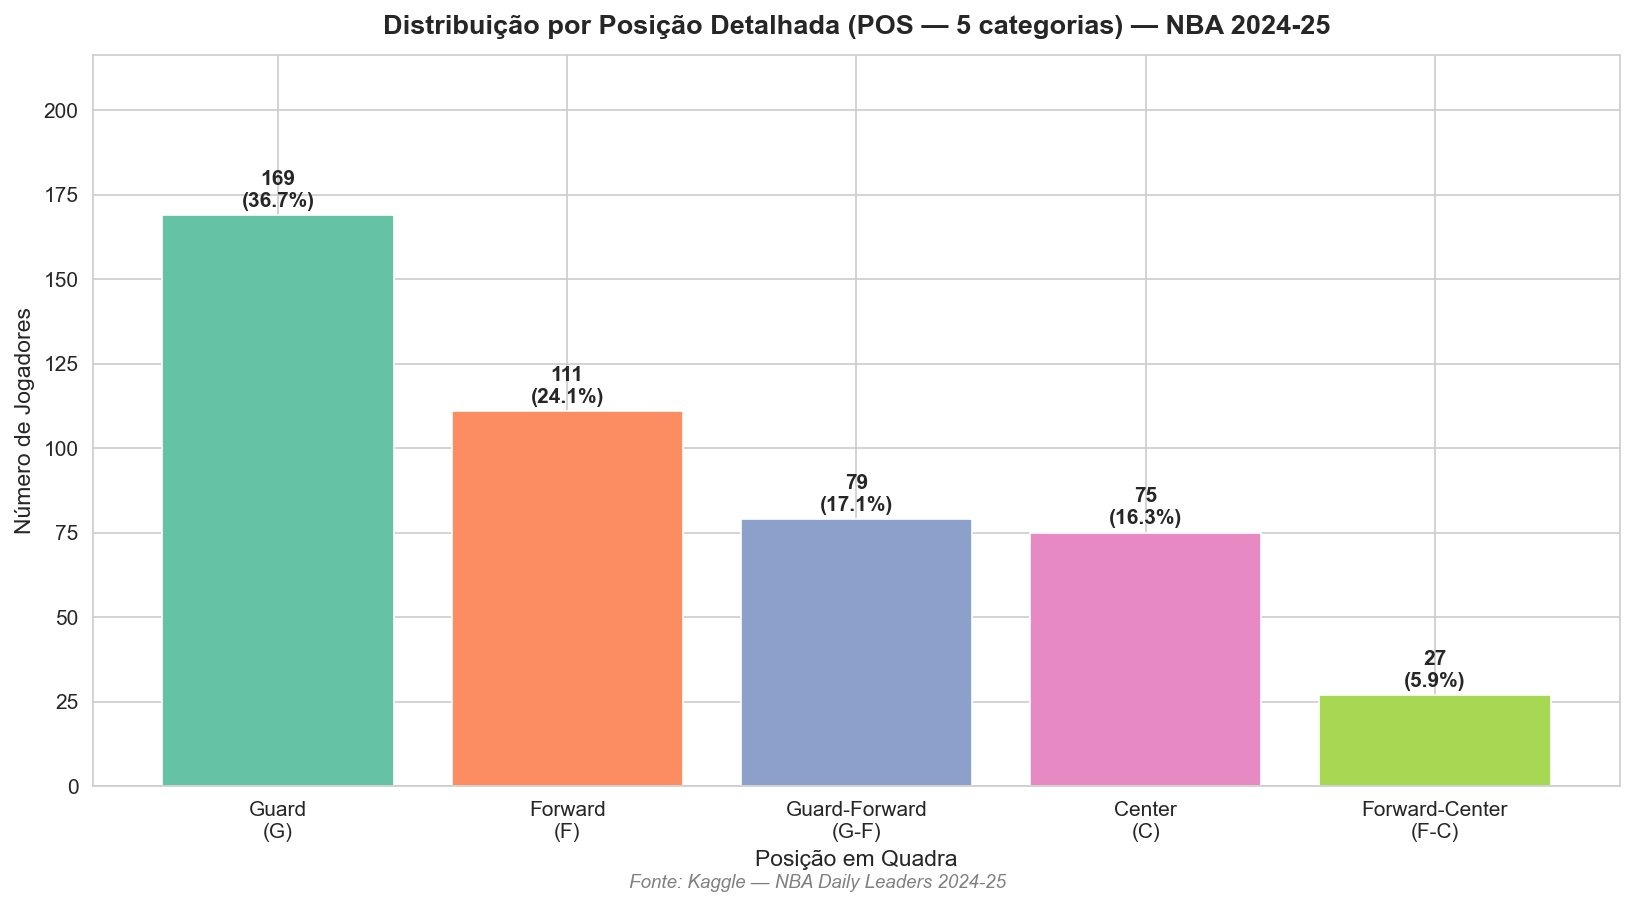 Distribuição por Posição Detalhada (POS — 5 categorias) — NBA 2024-25
Número de Jogadores
200
175
150
125
100
75
50
25
0
169
(36.7%)
111
(24.1%)
79
(17.1%)
75
(16.3%)
27
(5.9%)
Guard
(G)
Forward
(F)
Guard-Forward
(G-F)
Center
(C)
Forward-Center
(F-C)
Posição em Quadra
Fonte: Kaggle — NBA Daily Leaders 2024-25